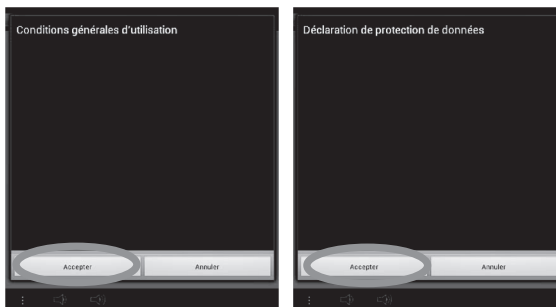 Conditions générales d'utilisation
Accepter
Annuler
Déclaration de protection de données
Accepter
Annuler